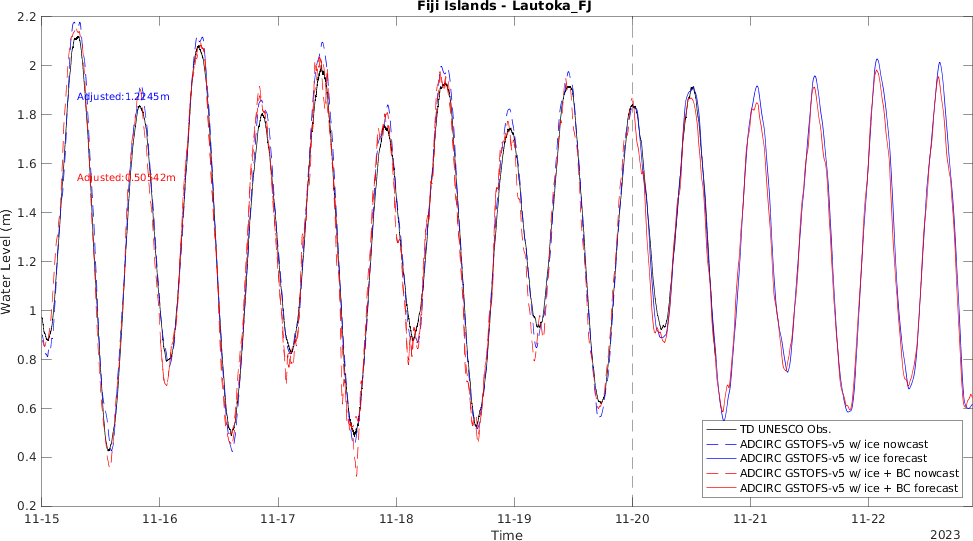 Fiji Islands - Lautoka_FJ
2.2
2
1.8
1.6
1.4
1.2
1
0.8
0.6
0.4
0.2
Water Level (m)
Adjusted:1.2245m
Adjusted:0.50542m
TD UNESCO Obs.
ADCIRC GSTOFS-v5 w/ ice nowcast
ADCIRC GSTOFS-v5 w/ ice forecast
ADCIRC GSTOFS-v5 w/ ice + BC nowcast
ADCIRC GSTOFS-v5 w/ ice + BC forecast
11-15 11-16 11-17 11-18 11-19 11-20 11-21 11-22
Time
2023